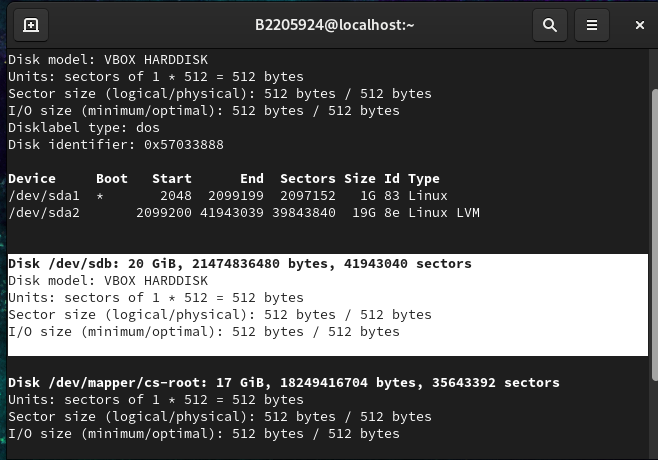 B2205924@localhost:~
Disk model: VBOX HARDDISK
Units: sectors of 1 * 512 = 512 bytes
Sector size (logical/physical): 512 bytes / 512 bytes
I/O size (minimum/optimal): 512 bytes / 512 bytes
Disklabel type: dos
Disk identifier: 0x57033888
Device     Boot   Start      End  Sectors Size Id Type
/dev/sda1  *       2048  2099199  2097152   1G 83 Linux
/dev/sda2       2099200 41943039 39843840  19G 8e Linux LVM
Disk /dev/sdb: 20 GiB, 21474836480 bytes, 41943040 sectors
Disk model: VBOX HARDDISK
Units: sectors of 1 * 512 = 512 bytes
Sector size (logical/physical): 512 bytes / 512 bytes
I/O size (minimum/optimal): 512 bytes / 512 bytes
Disk /dev/mapper/cs-root: 17 GiB, 18249416704 bytes, 35643392 sectors
Units: sectors of 1 * 512 = 512 bytes
Sector size (logical/physical): 512 bytes / 512 bytes
I/O size (minimum/optimal): 512 bytes / 512 bytes